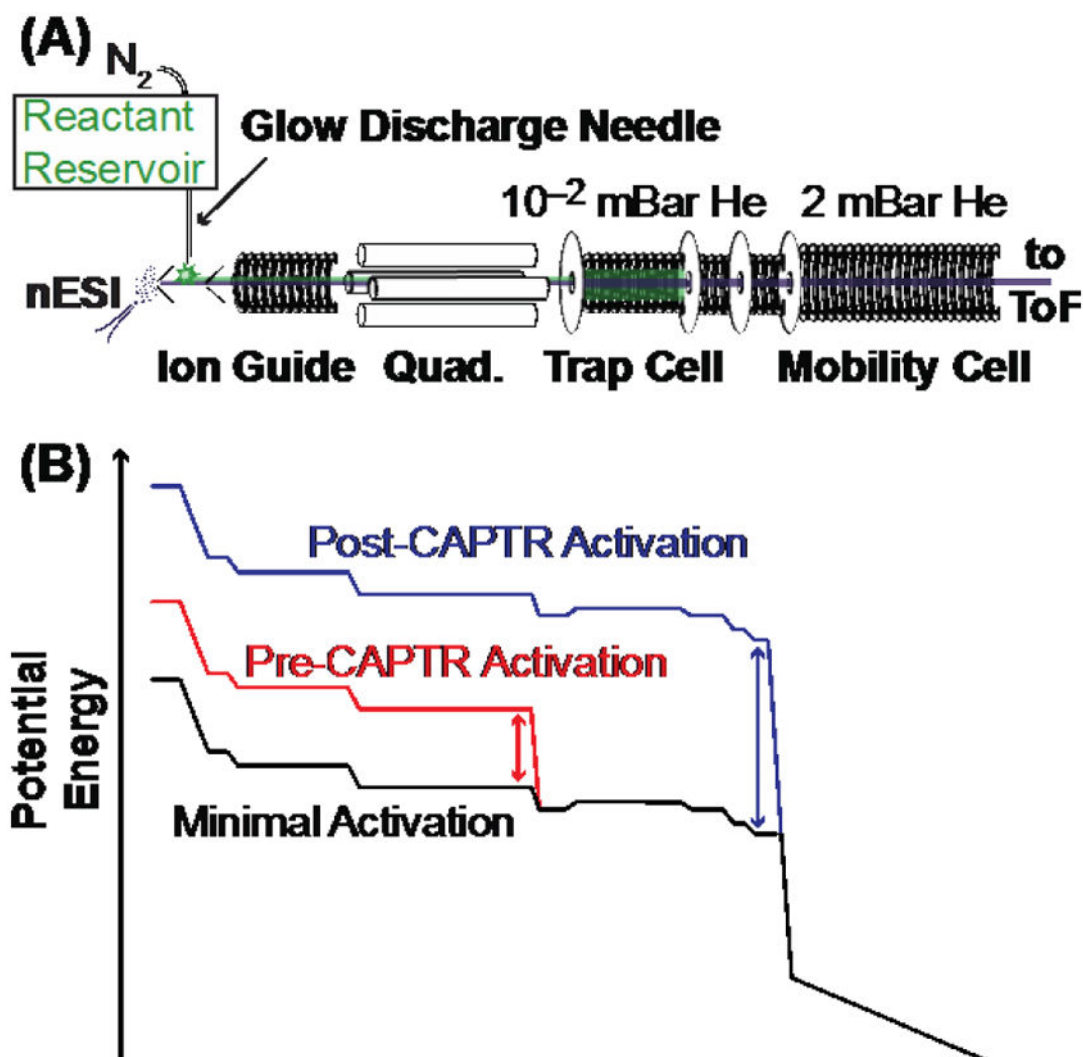 (A)
N₂
Reactant
Reservoir
Glow Discharge Needle
10⁻² mBar He
2 mBar He
nESI
to
ToF
Ion Guide
Quad.
Trap Cell
Mobility Cell
(B)
Post-CAPTR Activation
Pre-CAPTR Activation
Minimal Activation
Potential
Energy